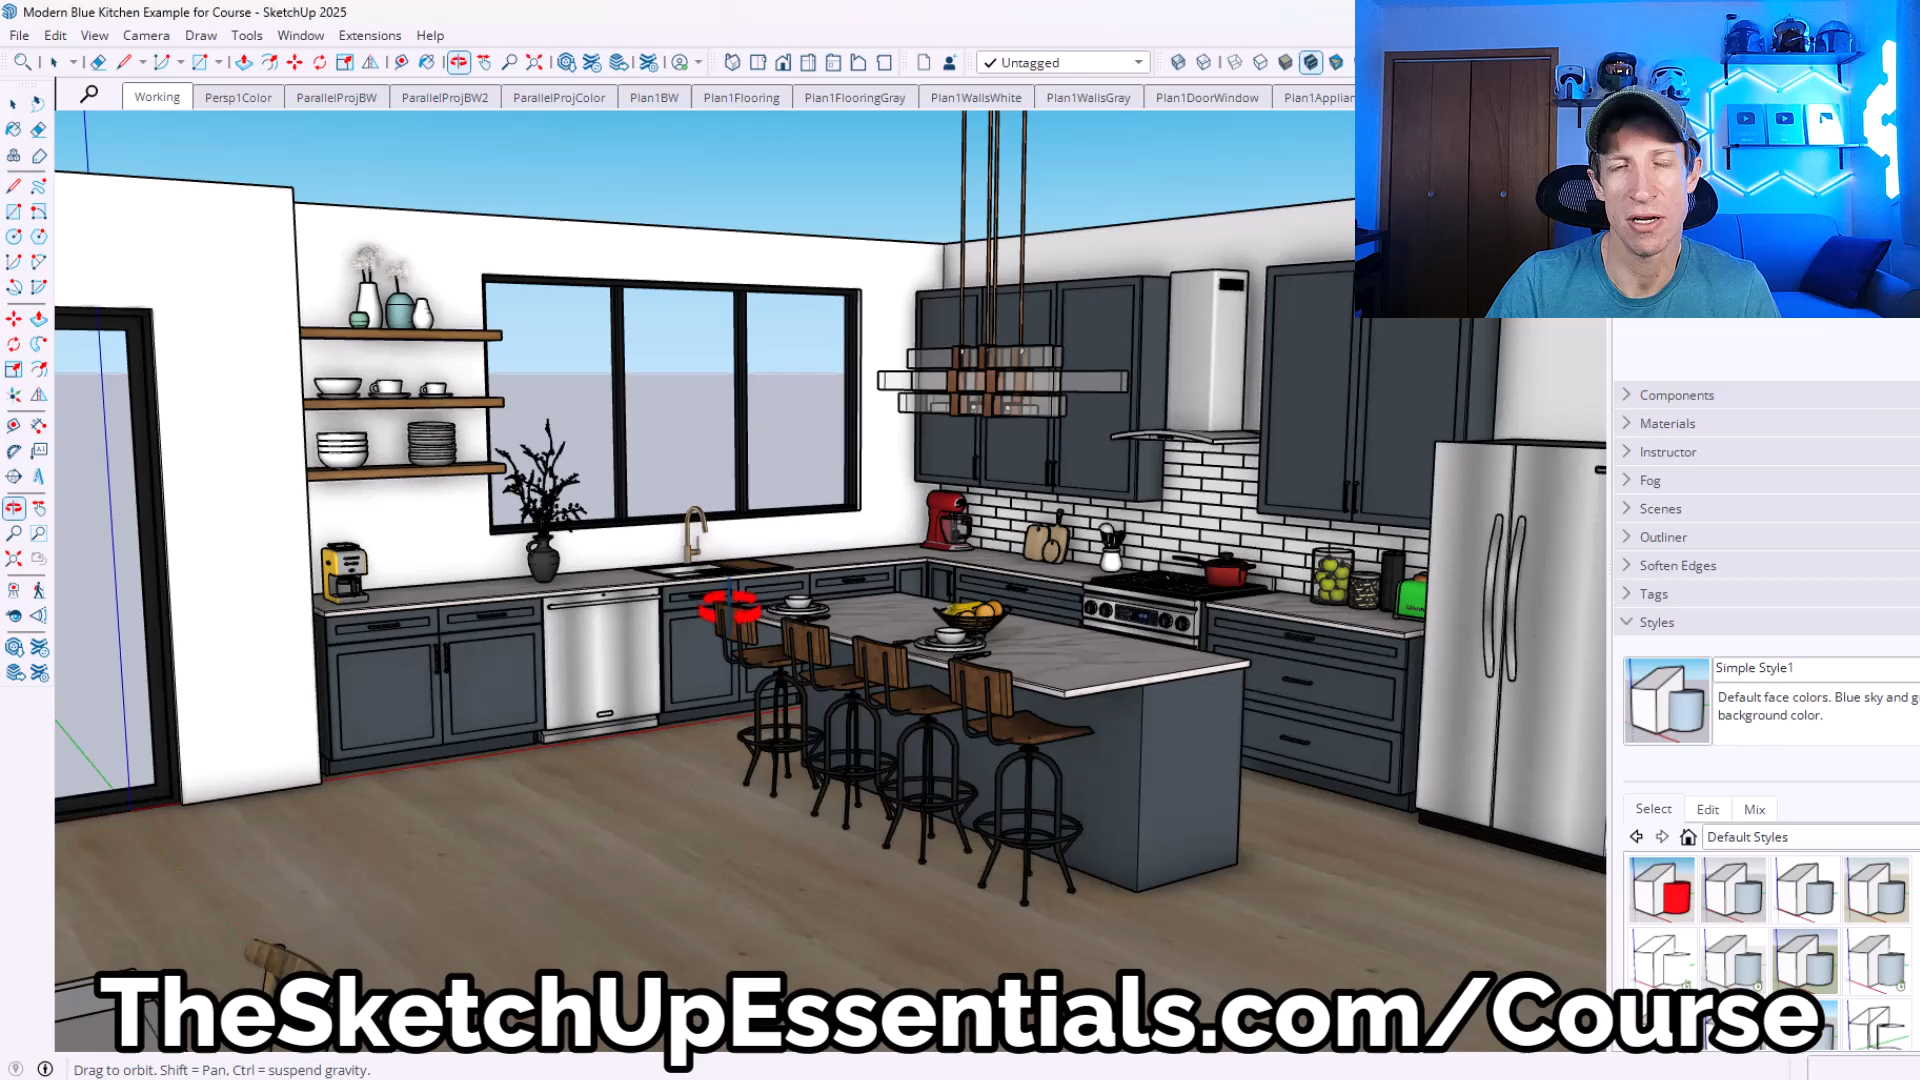 Modern Blue Kitchen Example for Course - SketchUp 2025
File Edit View Camera Draw Tools Window Extensions Help
Untagged
Working Persp1Color ParallelProjBW ParallelProjBW2 ParallelProjColor Plan1BW Plan1Flooring Plan1FlooringGray Plan1WallsWhite Plan1WallsGray Plan1DoorWindow Plan1Applian
Components
Materials
Instructor
Fog
Scenes
Outliner
Soften Edges
Tags
Styles
Simple Style1
Default face colors. Blue sky and g
background color.
Select Edit Mix
Default Styles
TheSketchUpEssentials.com/Course
Drag to orbit. Shift = Pan, Ctrl = suspend gravity.